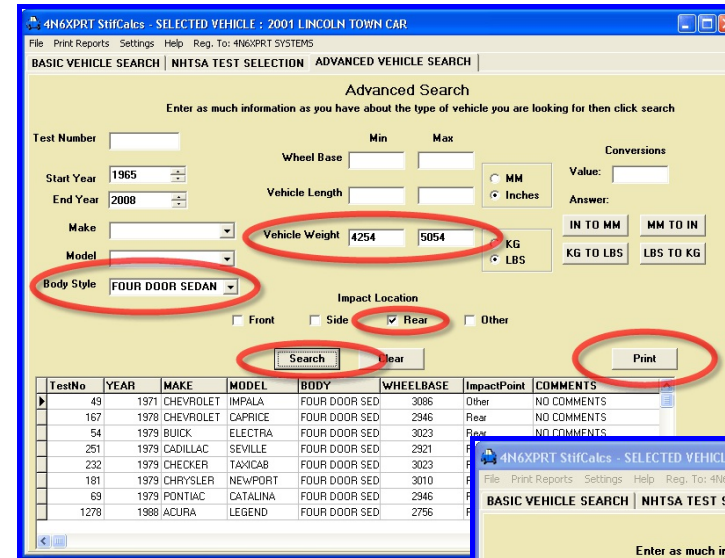 4N6XPRT StifCalcs - SELECTED VEHICLE : 2001 LINCOLN TOWN CAR
File Print Reports Settings Help Reg. To: 4N6XPRT SYSTEMS
BASIC VEHICLE SEARCH NHTSA TEST SELECTION ADVANCED VEHICLE SEARCH
Advanced Search
Enter as much information as you have about the type of vehicle you are looking for then click search
Test Number
Min Max
Conversions
Wheel Base
Value:
Start Year 1965
MM
Inches
End Year 2008
Vehicle Length
Answer:
IN TO MM MM TO IN
Make
Vehicle Weight 4254 5054
KG
LBS
KG TO LBS LBS TO KG
Model
Body Style FOUR DOOR SEDAN
Impact Location
Front Side Rear Other
Search Clear Print
TestNo YEAR MAKE MODEL BODY WHEELBASE ImpactPoint COMMENTS
49 1971 CHEVROLET IMPALA FOUR DOOR SED 3086 Other NO COMMENTS
167 1978 CHEVROLET CAPRICE FOUR DOOR SED 2946 Rear NO COMMENTS
54 1979 BUICK ELECTRA FOUR DOOR SED 3023 Rear NO COMMENTS
251 1979 CADILLAC SEVILLE FOUR DOOR SED 2921
232 1979 CHECKER TAXICAB FOUR DOOR SED 3023
181 1979 CHRYSLER NEWPORT FOUR DOOR SED 3010
69 1979 PONTIAC CATALINA FOUR DOOR SED 2946
1278 1988 ACURA LEGEND FOUR DOOR SED 2756
4N6XPRT StifCalcs - SELECTED VEHICL
File Print Reports Settings Help Reg. To: 4N6
BASIC VEHICLE SEARCH NHTSA TEST S
Enter as much in